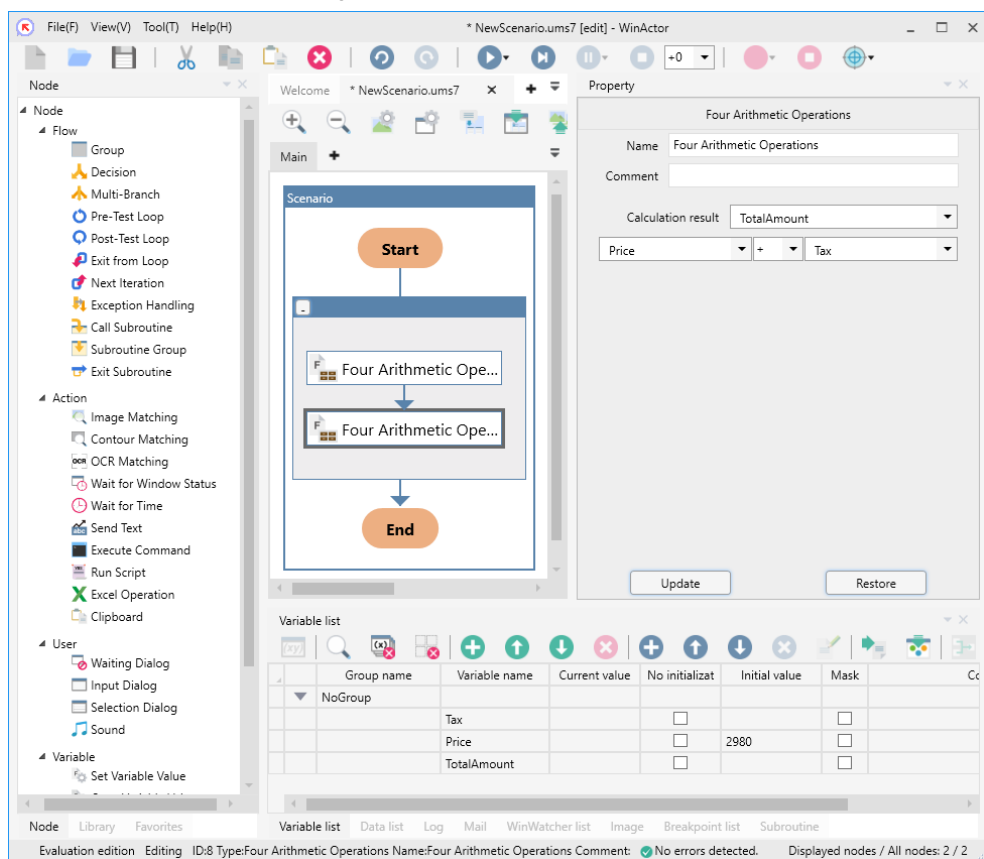 File(F) View(V) Tool(T) Help(H)
* NewScenario.ums7 [edit] - WinActor
+0
Node
Node
Flow
Group
Decision
Multi-Branch
Pre-Test Loop
Post-Test Loop
Exit from Loop
Next Iteration
Exception Handling
Call Subroutine
Subroutine Group
Exit Subroutine
Action
Image Matching
Contour Matching
OCR OCR Matching
Wait for Window Status
Wait for Time
Send Text
Execute Command
Run Script
Excel Operation
Clipboard
User
Waiting Dialog
Input Dialog
Selection Dialog
Sound
Variable
Set Variable Value
Node Library Favorites
Welcome * NewScenario.ums7
Main
Scenario
Start
Four Arithmetic Ope...
Four Arithmetic Ope...
End
Property
Four Arithmetic Operations
Name Four Arithmetic Operations
Comment
Calculation result TotalAmount
Price + Tax
Update Restore
Variable list
Group name Variable name Current value No initializat Initial value Mask Co
NoGroup
Tax
Price 2980
TotalAmount
Variable list Data list Log Mail WinWatcher list Image Breakpoint list Subroutine
Evaluation edition Editing ID:8 Type:Four Arithmetic Operations Name:Four Arithmetic Operations Comment: No errors detected. Displayed nodes / All nodes: 2 / 2